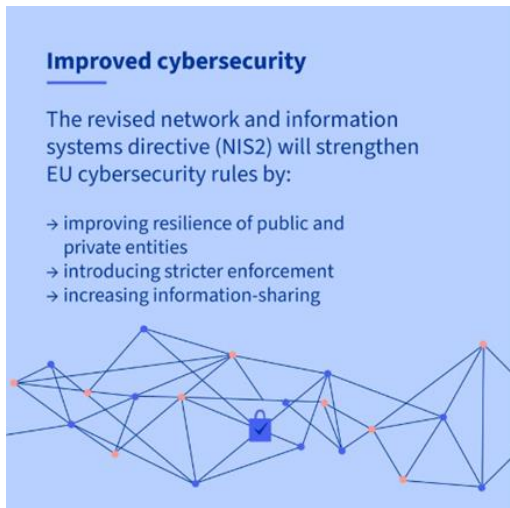 Improved cybersecurity
The revised network and information
systems directive (NIS2) will strengthen
EU cybersecurity rules by:
→ improving resilience of public and
private entities
→ introducing stricter enforcement
→ increasing information-sharing